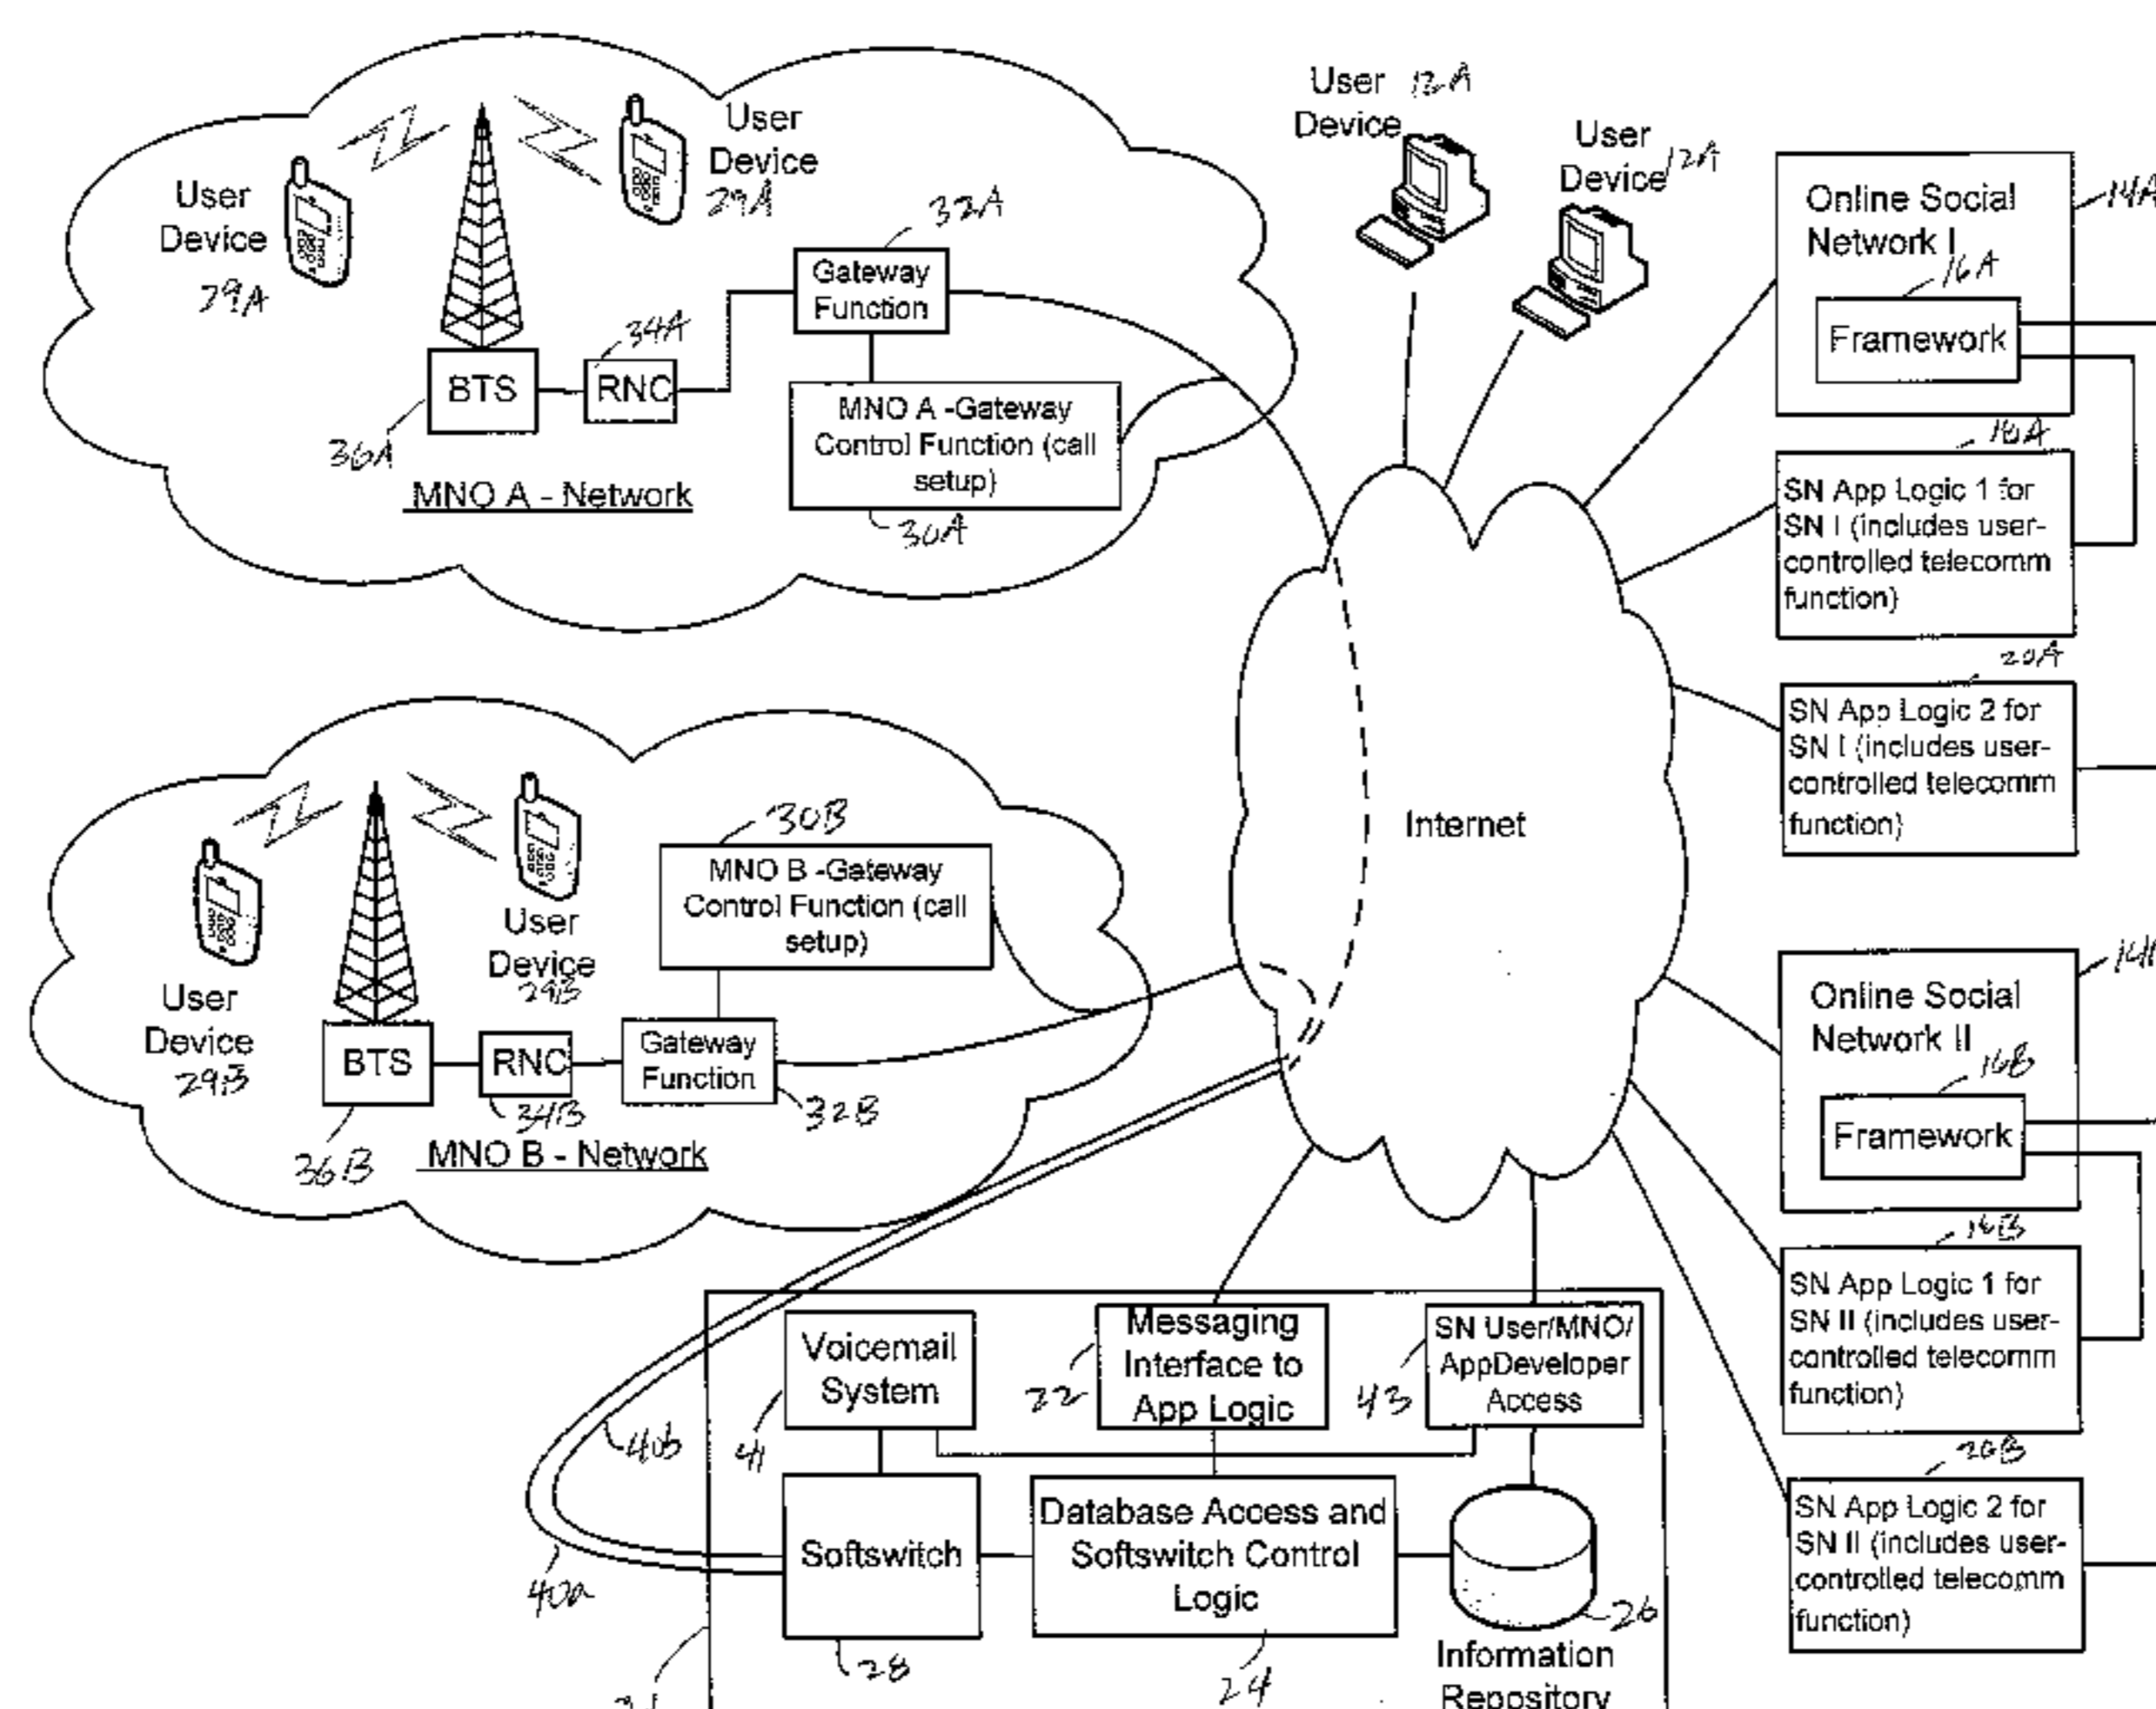 User 12A
Device
User
Device 12A
User
Device
29A
User
Device
29A
32A
Gateway
Function
34A
BTS
RNC
36A
MNO A -Gateway
Control Function (call
setup)
30A
MNO A - Network
Online Social
Network I
14A
16A
Framework
18A
SN App Logic 1 for
SN I (includes user-
controlled telecomm
function)
20A
SN App Logic 2 for
SN I (includes user-
controlled telecomm
function)
Internet
30B
MNO B -Gateway
Control Function (call
setup)
User
Device
29B
User
Device
29B
BTS
RNC
Gateway
Function
36B
34B
32B
MNO B - Network
Online Social
Network II
16B
Framework
SN App Logic 1 for
SN II (includes user-
controlled telecomm
function)
20B
SN App Logic 2 for
SN II (includes user-
controlled telecomm
function)
Voicemail
System
41
Messaging
Interface to
App Logic
22
SN User/MNO/
AppDeveloper
Access
43
40b
40a
Softswitch
28
Database Access and
Softswitch Control
Logic
24
26
Information
Repository